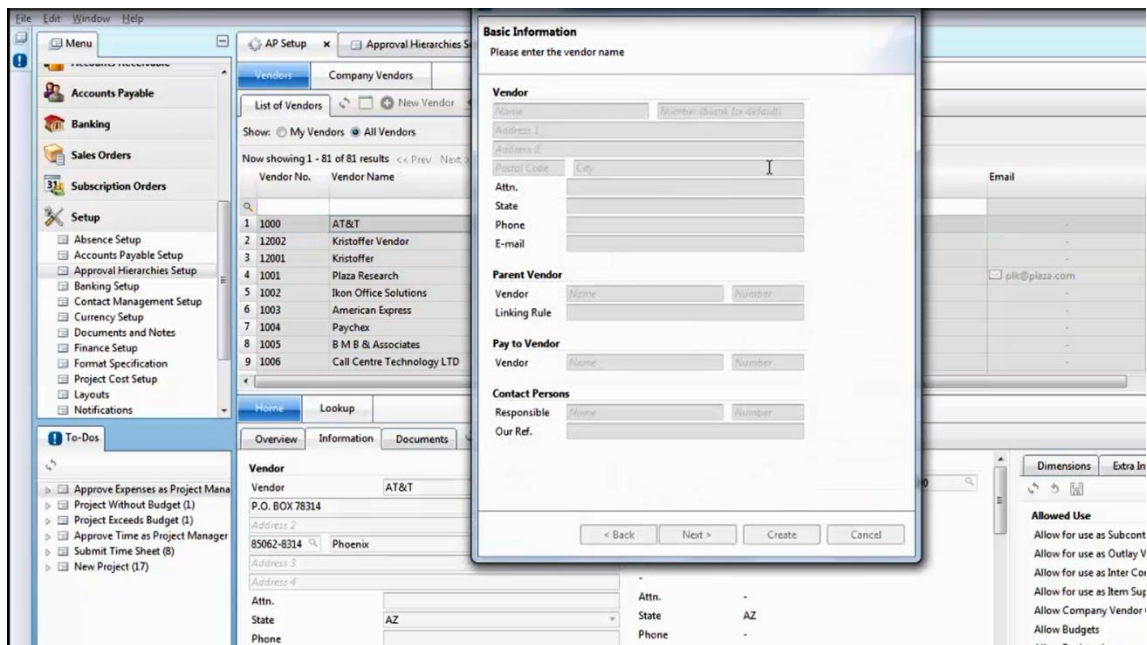 File Edit Window Help
Menu
Accounts Receivable
Accounts Payable
Banking
Sales Orders
31 Subscription Orders
Setup
Absence Setup
Accounts Payable Setup
Approval Hierarchies Setup
Banking Setup
Contact Management Setup
Currency Setup
Documents and Notes
Finance Setup
Format Specification
Project Cost Setup
Layouts
Notifications
To-Dos
Approve Expenses as Project Mana
Project Without Budget (1)
Project Exceeds Budget (1)
Approve Time as Project Manager
Submit Time Sheet (8)
New Project (17)
AP Setup x Approval Hierarchies S
Vendors Company Vendors
List of Vendors New Vendor
Show: My Vendors All Vendors
Now showing 1 - 81 of 81 results << Prev Next >
Vendor No. Vendor Name Email
1 1000 AT&T -
2 12002 Kristoffer Vendor -
3 12001 Kristoffer -
4 1001 Plaza Research plk@plaza.com
5 1002 Ikon Office Solutions -
6 1003 American Express -
7 1004 Paychex -
8 1005 B M B & Associates -
9 1006 Call Centre Technology LTD -
Home Lookup
Overview Information Documents
Vendor
Vendor AT&T
P.O. BOX 78314
Address 2
85062-8314 Phoenix
Address 3
Address 4
Attn.
State AZ
Phone
-
Attn. -
State AZ
Phone -
Dimensions Extra In
Allowed Use
Allow for use as Subcont
Allow for use as Outlay V
Allow for use as Inter Co
Allow for use as Item Sup
Allow Company Vendor
Allow Budgets
Basic Information
Please enter the vendor name
Vendor
Name Number (blank for default)
Address 1
Address 2
Postal Code City
Attn.
State
Phone
E-mail
Parent Vendor
Vendor Name Number
Linking Rule
Pay to Vendor
Vendor Name Number
Contact Persons
Responsible Name Number
Our Ref.
< Back Next > Create Cancel